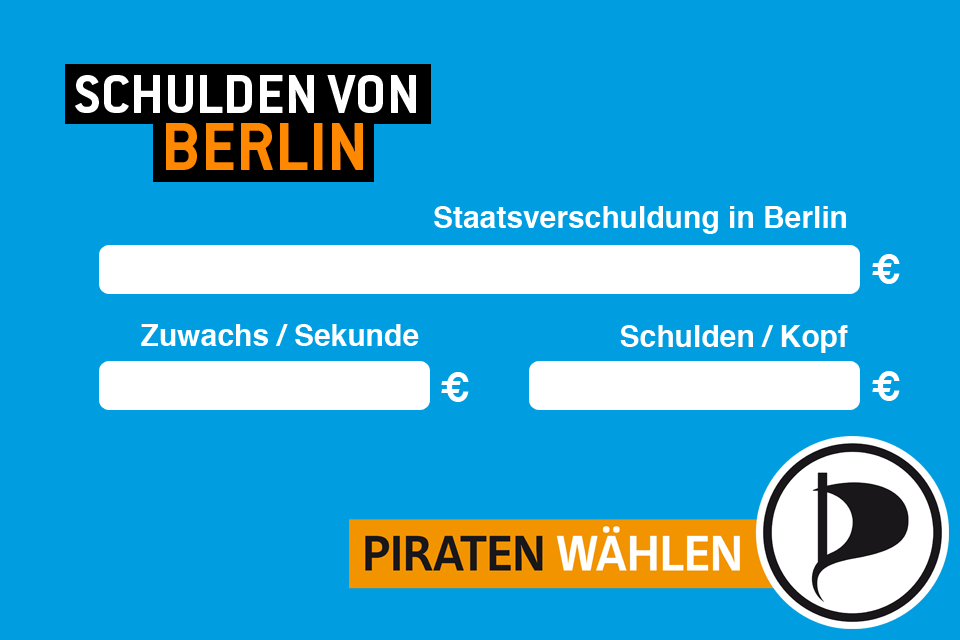 SCHULDEN VON
BERLIN
Staatsverschuldung in Berlin
€
Zuwachs / Sekunde
€
Schulden / Kopf
€
PIRATEN WÄHLEN